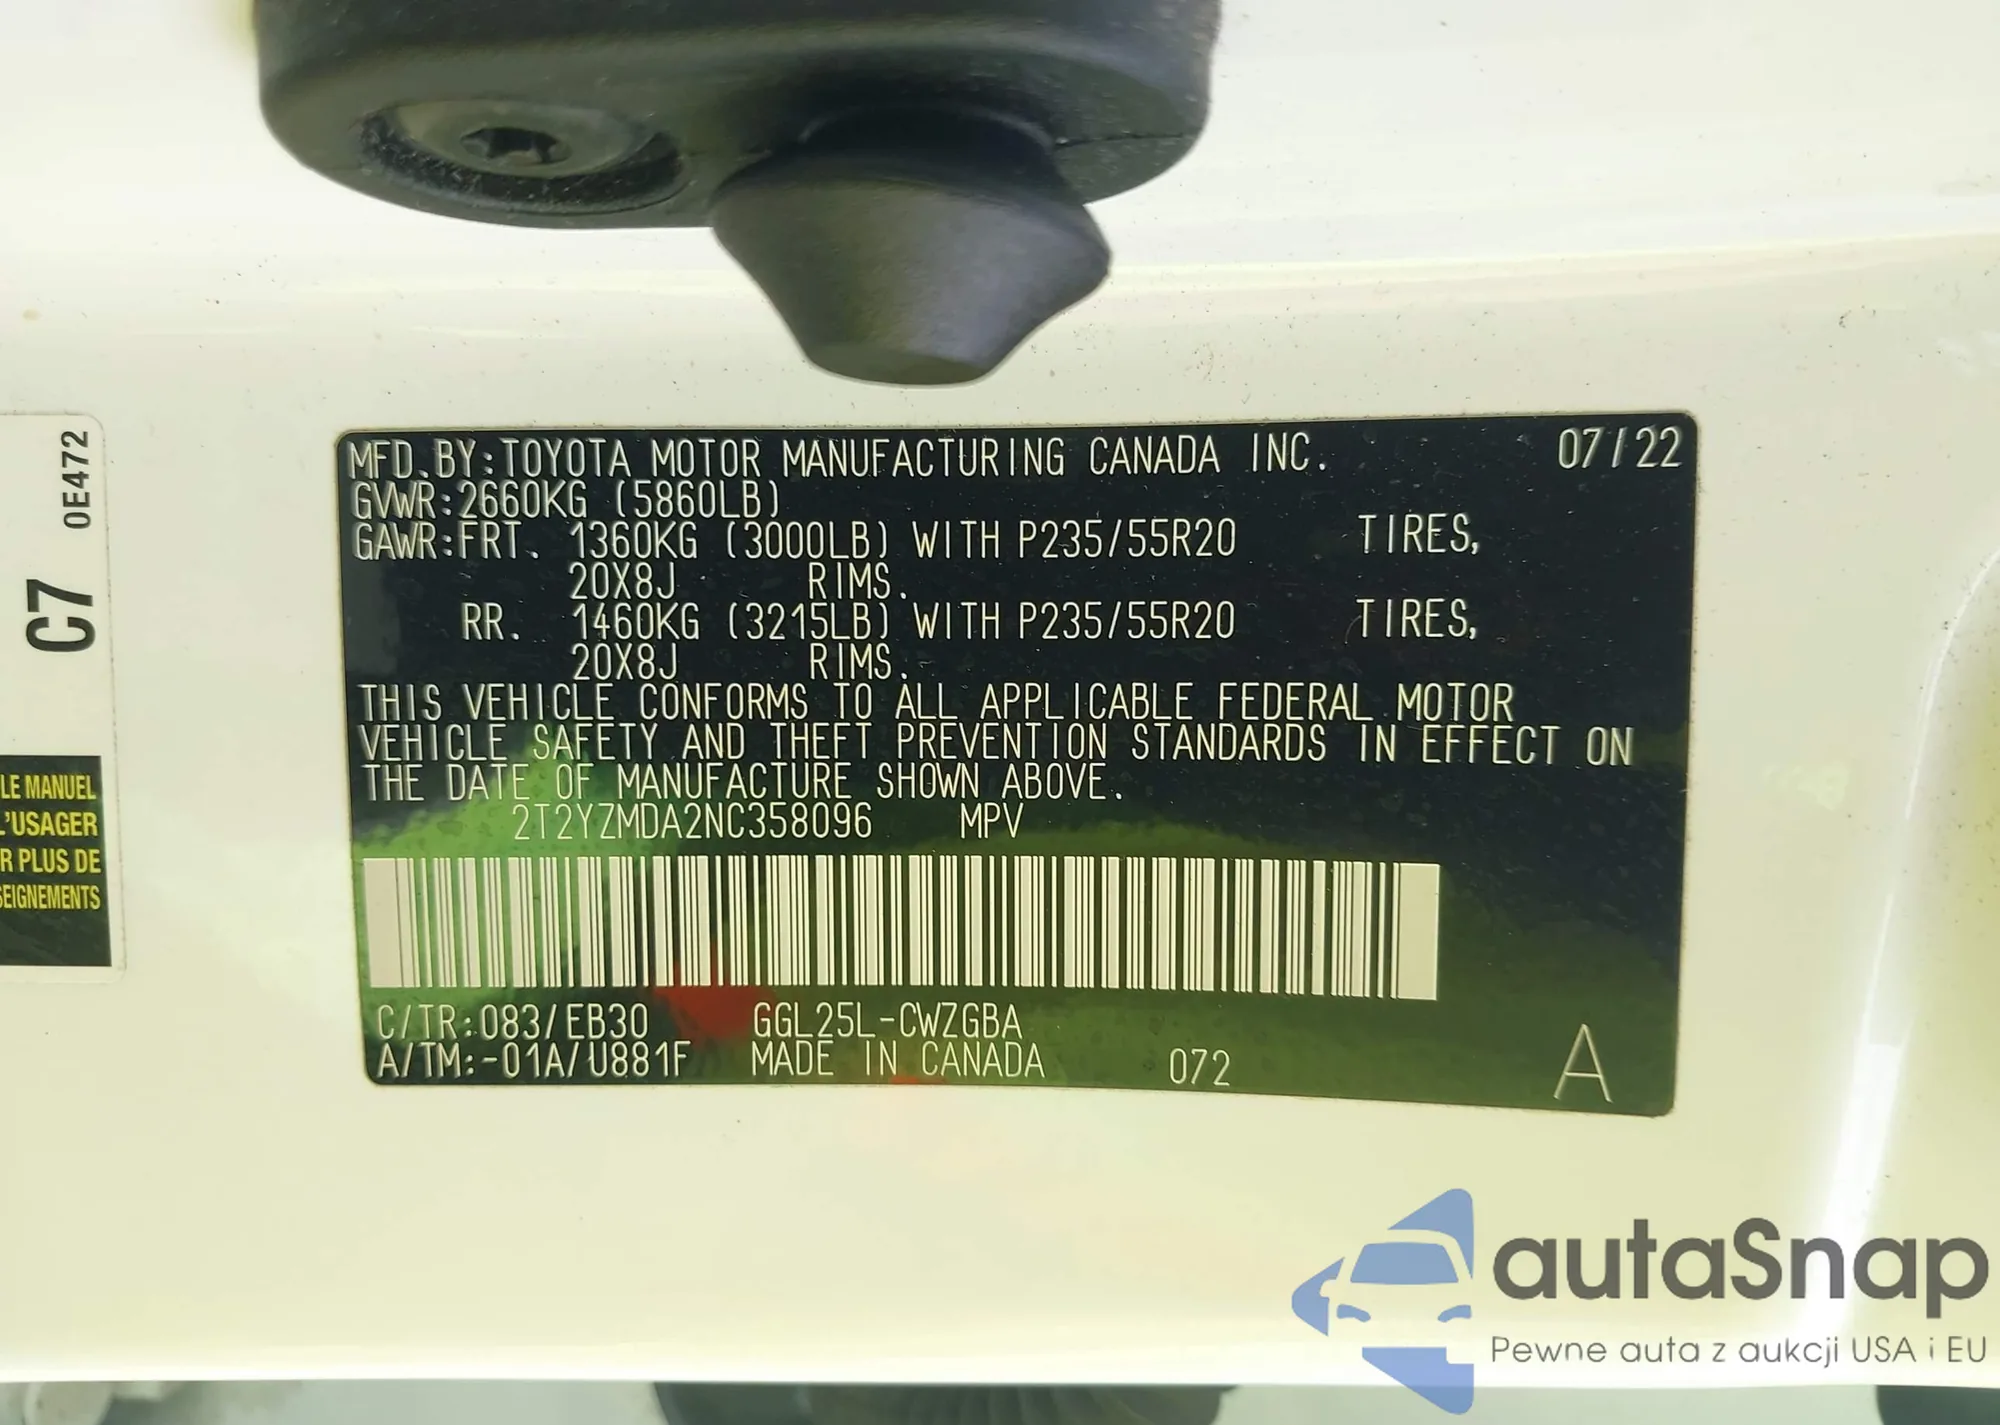 MFD.BY:TOYOTA MOTOR MANUFACTURING CANADA INC. 07/22
GVWR:2660KG (5860LB)
GAWR:FRT. 1360KG (3000LB) WITH P235/55R20 TIRES,
20X8J RIMS.
RR. 1460KG (3215LB) WITH P235/55R20 TIRES,
20X8J RIMS.
THIS VEHICLE CONFORMS TO ALL APPLICABLE FEDERAL MOTOR
VEHICLE SAFETY AND THEFT PREVENTION STANDARDS IN EFFECT ON
THE DATE OF MANUFACTURE SHOWN ABOVE.
2T2YZMDA2NC358096 MPV
C/TR:083/EB30 GGL25L-CWZGBA
A/TM:-01A/U881F MADE IN CANADA 072 A
C7 0E472
LE MANUEL
L'USAGER
R PLUS DE
SEIGNEMENTS
autaSnap
Pewne auta z aukcji USA i EU